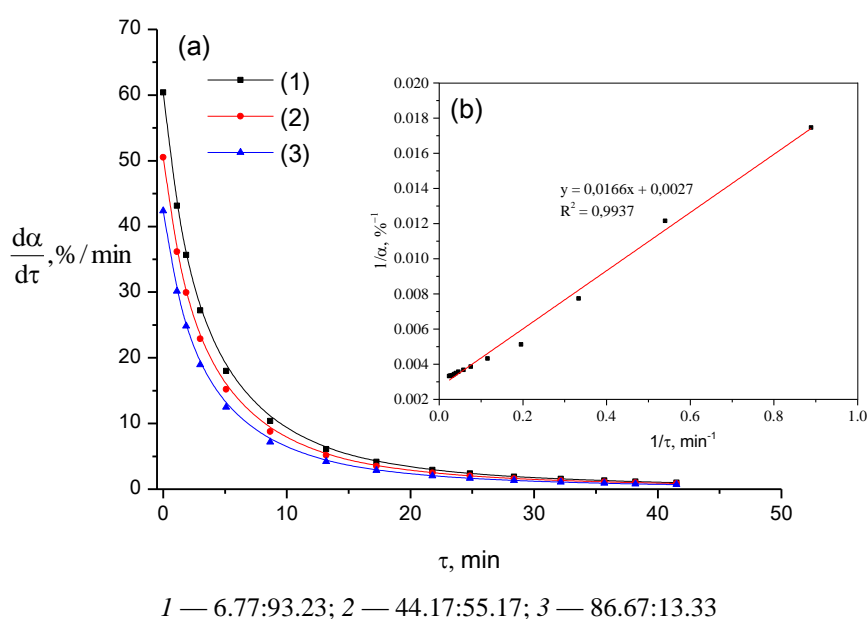 70
60
50
40
30
20
10
0
dα/dτ, %/min
(a)
(1)
(2)
(3)
0 10 20 30 40 50
τ, min
(b)
0.020
0.018
0.016
0.014
0.012
0.010
0.008
0.006
0.004
0.002
1/α, %⁻¹
y = 0,0166x + 0,0027
R² = 0,9937
0.0 0.2 0.4 0.6 0.8 1.0
1/τ, min⁻¹
1 — 6.77:93.23; 2 — 44.17:55.17; 3 — 86.67:13.33